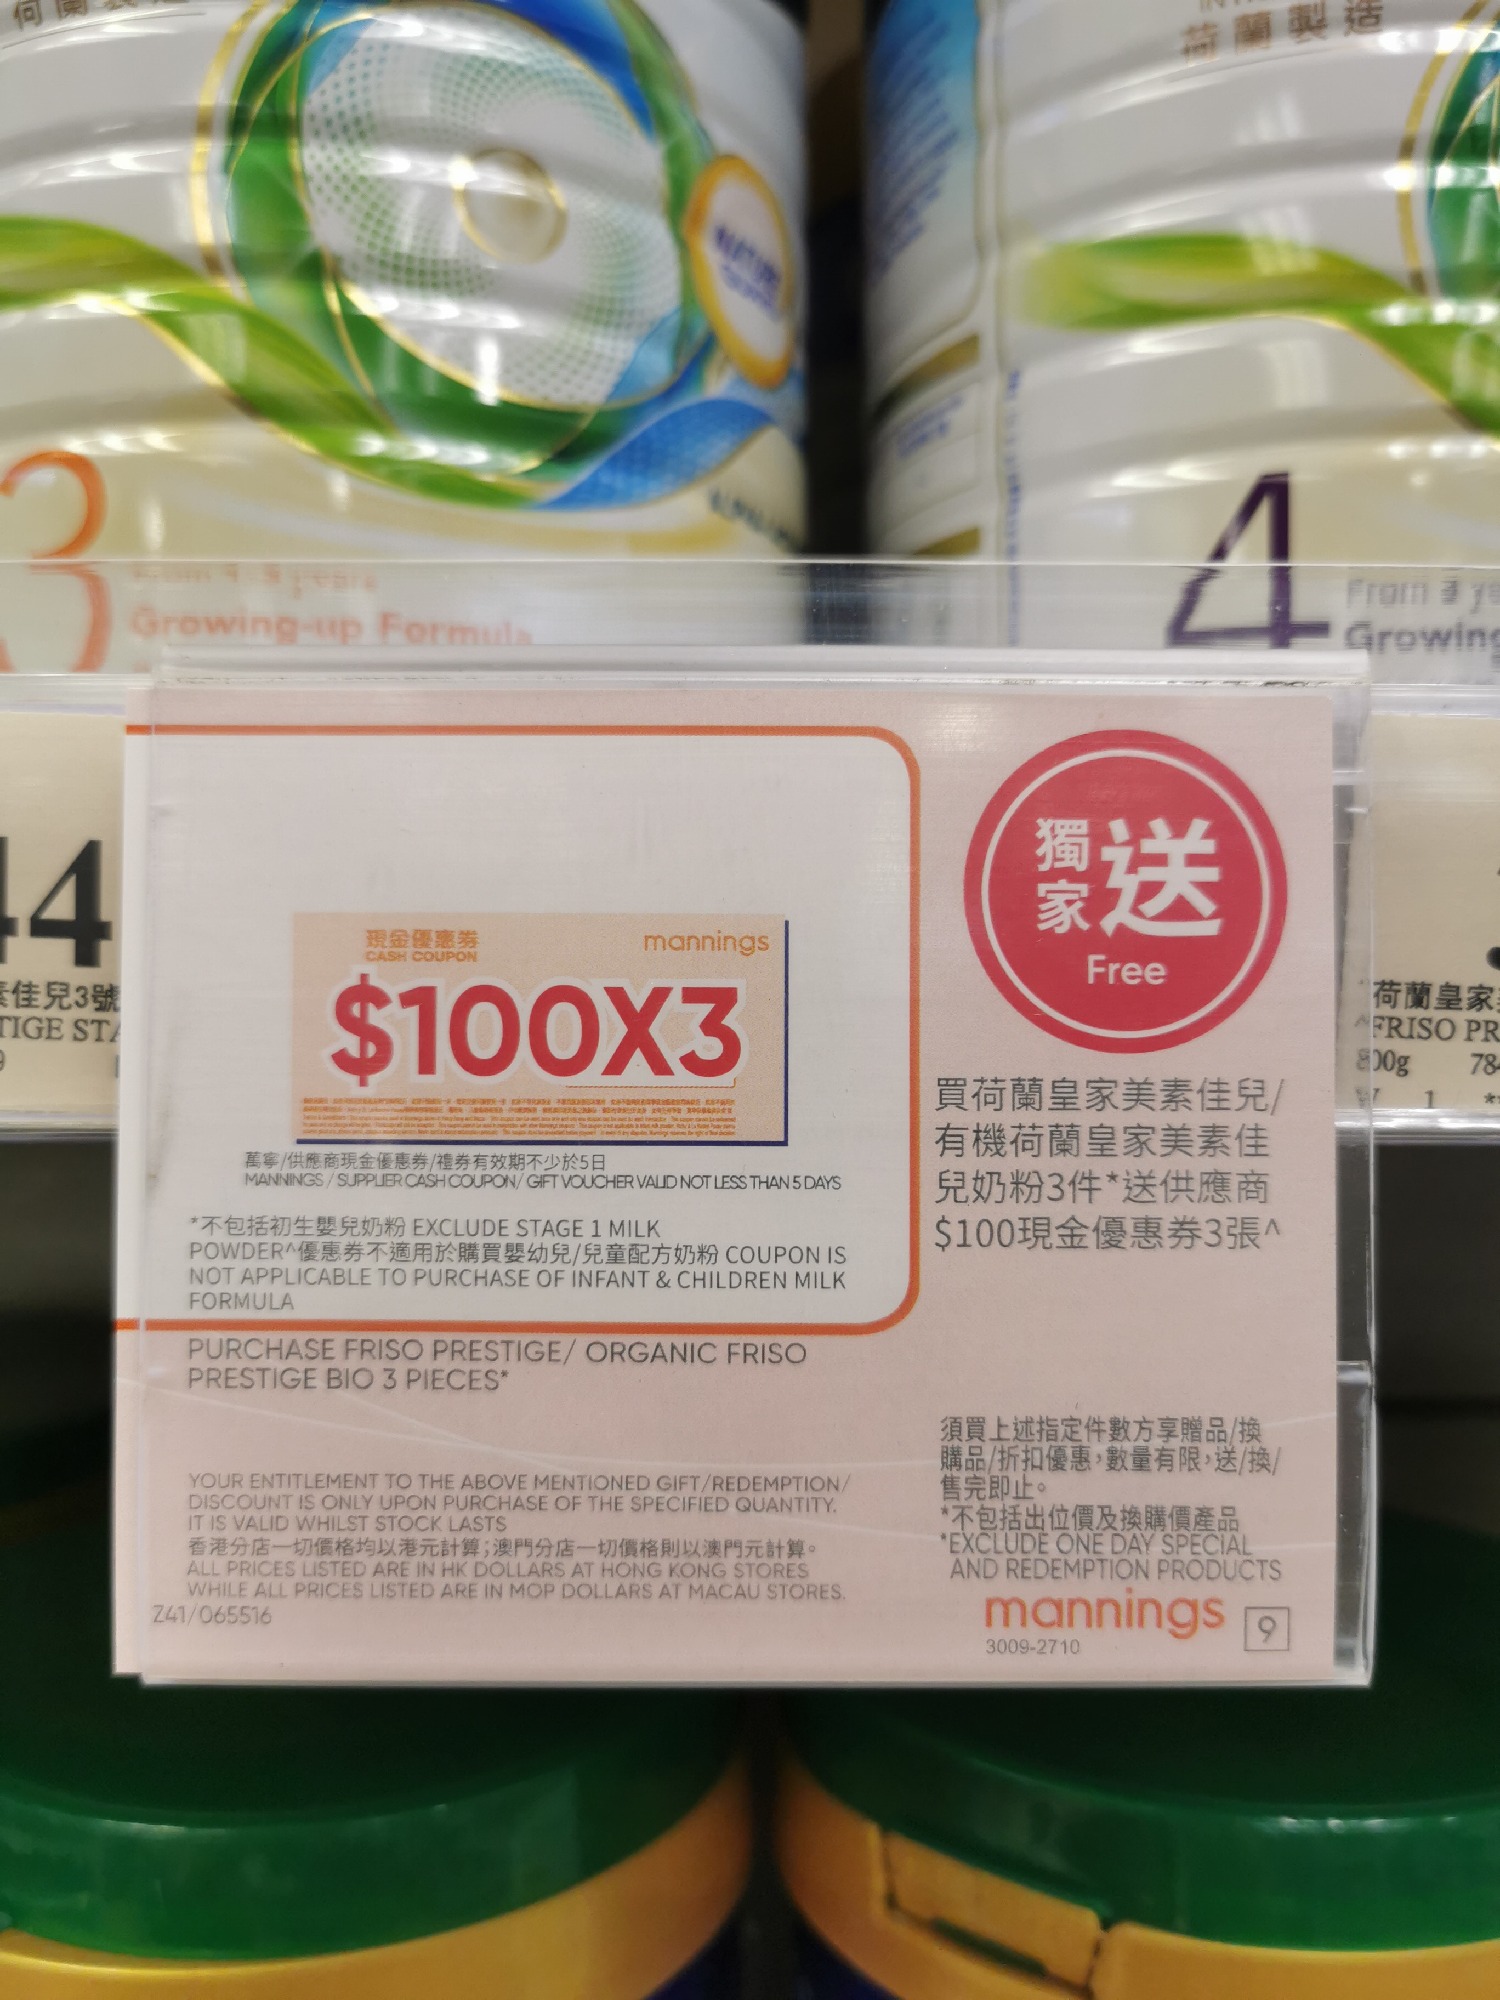 荷蘭製造
3
Growing-up Formula
4
From 3 ye
Growing
44
素佳兒3號
TIGE STA
荷蘭皇家
^FRISO PR
800g 784
獨家送
Free
現金優惠券
CASH COUPON
mannings
$100X3
萬寧/供應商現金優惠券/禮券有效期不少於5日
MANNINGS / SUPPLIER CASH COUPON/ GIFT VOUCHER VALID NOT LESS THAN 5 DAYS
*不包括初生嬰兒奶粉 EXCLUDE STAGE 1 MILK
POWDER^優惠券不適用於購買嬰幼兒/兒童配方奶粉 COUPON IS
NOT APPLICABLE TO PURCHASE OF INFANT & CHILDREN MILK
FORMULA
買荷蘭皇家美素佳兒/
有機荷蘭皇家美素佳
兒奶粉3件*送供應商
$100現金優惠券3張^
PURCHASE FRISO PRESTIGE/ ORGANIC FRISO
PRESTIGE BIO 3 PIECES*
YOUR ENTITLEMENT TO THE ABOVE MENTIONED GIFT/REDEMPTION/
DISCOUNT IS ONLY UPON PURCHASE OF THE SPECIFIED QUANTITY.
IT IS VALID WHILST STOCK LASTS
香港分店一切價格均以港元計算;澳門分店一切價格則以澳門元計算。
ALL PRICES LISTED ARE IN HK DOLLARS AT HONG KONG STORES
WHILE ALL PRICES LISTED ARE IN MOP DOLLARS AT MACAU STORES.
Z41/065516
須買上述指定件數方享贈品/換
購品/折扣優惠,數量有限,送/換/
售完即止。
*不包括出位價及換購價產品
*EXCLUDE ONE DAY SPECIAL
AND REDEMPTION PRODUCTS
mannings
3009-2710
9